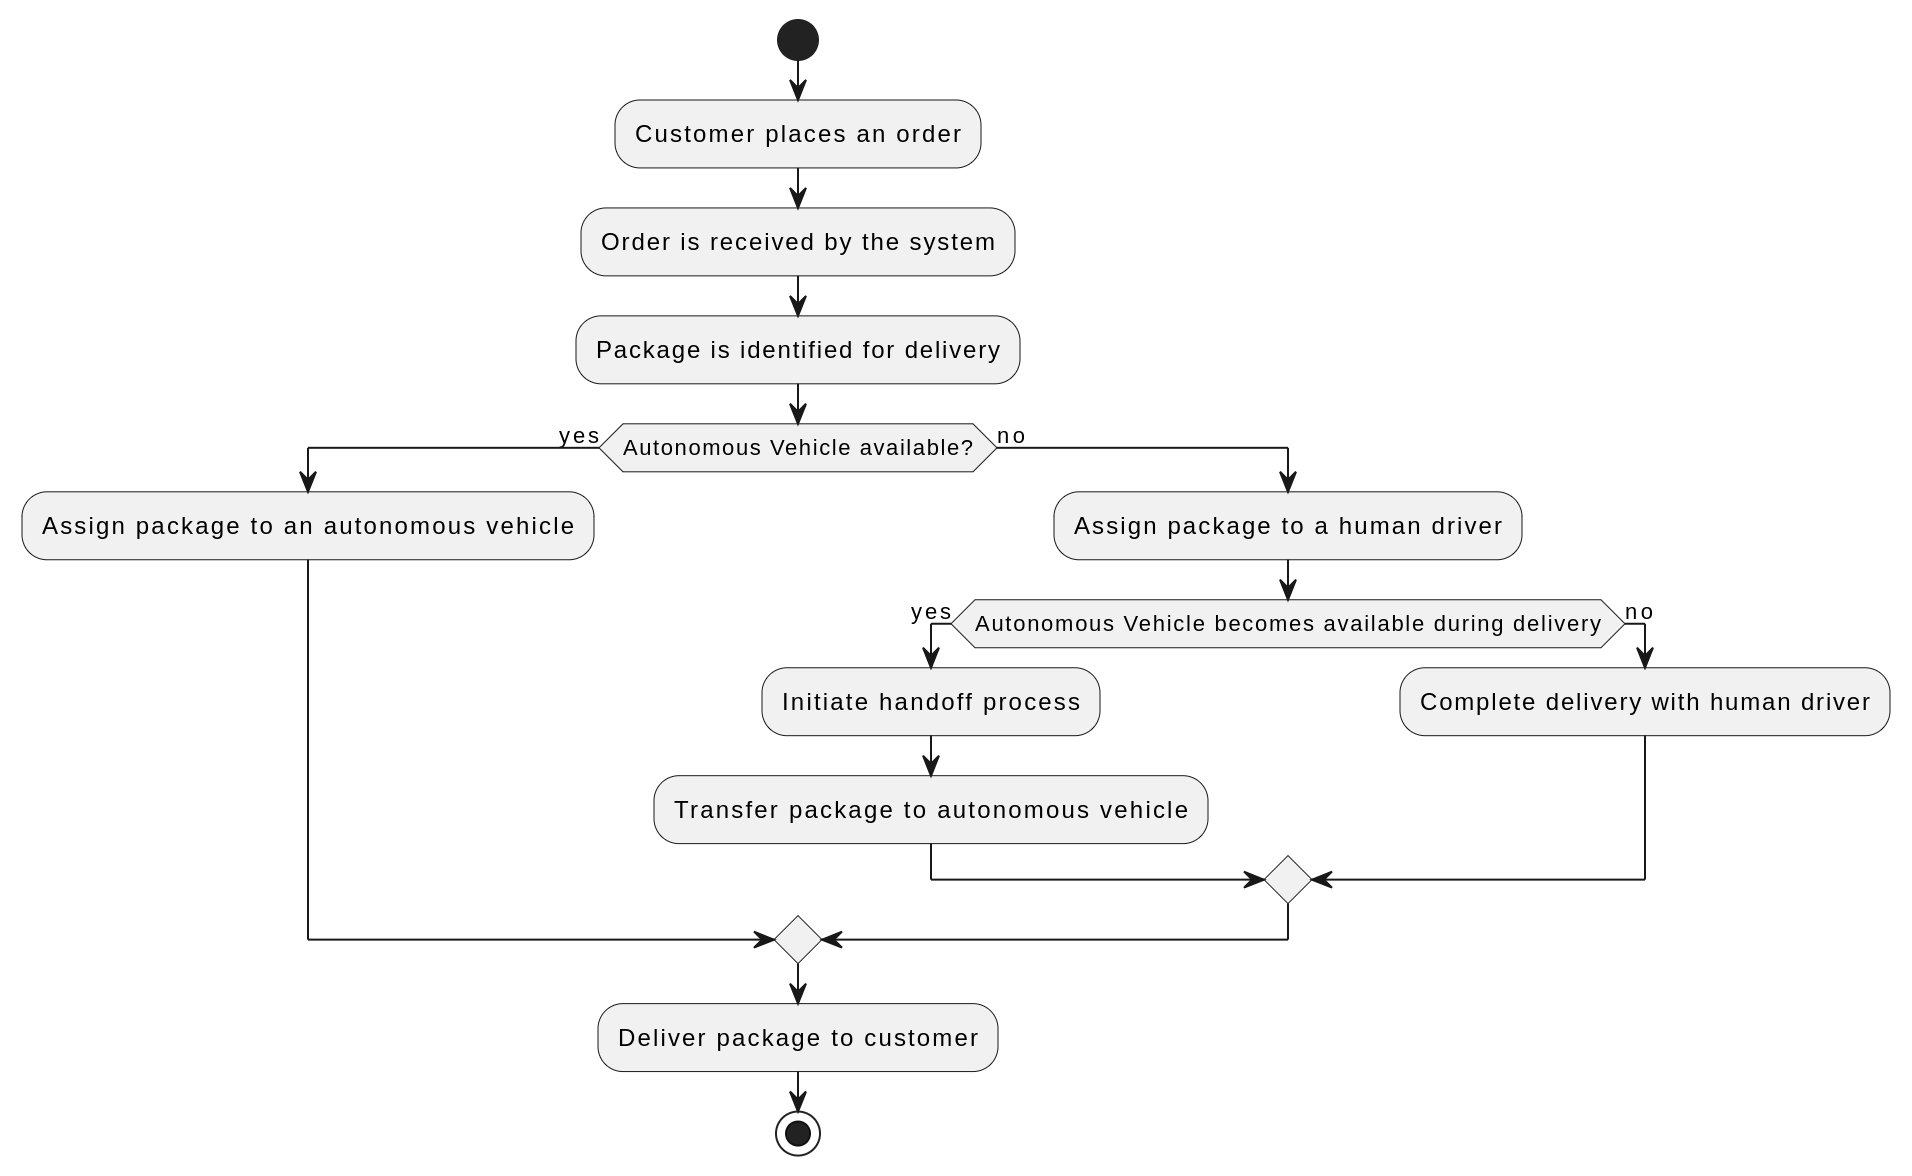 Customer places an order
Order is received by the system
Package is identified for delivery
yes
Autonomous Vehicle available?
no
Assign package to an autonomous vehicle
Assign package to a human driver
yes
Autonomous Vehicle becomes available during delivery
no
Initiate handoff process
Complete delivery with human driver
Transfer package to autonomous vehicle
Deliver package to customer